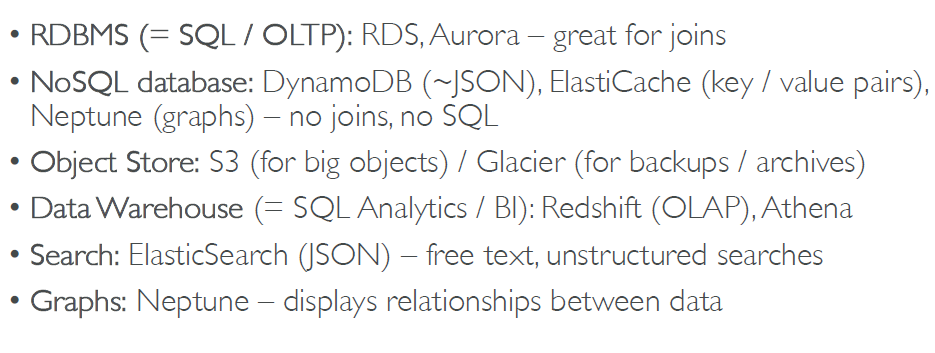 • RDBMS (= SQL / OLTP): RDS, Aurora – great for joins
• NoSQL database: DynamoDB (~JSON), ElastiCache (key / value pairs),
Neptune (graphs) – no joins, no SQL
• Object Store: S3 (for big objects) / Glacier (for backups / archives)
• Data Warehouse (= SQL Analytics / BI): Redshift (OLAP), Athena
• Search: ElasticSearch (JSON) – free text, unstructured searches
• Graphs: Neptune – displays relationships between data